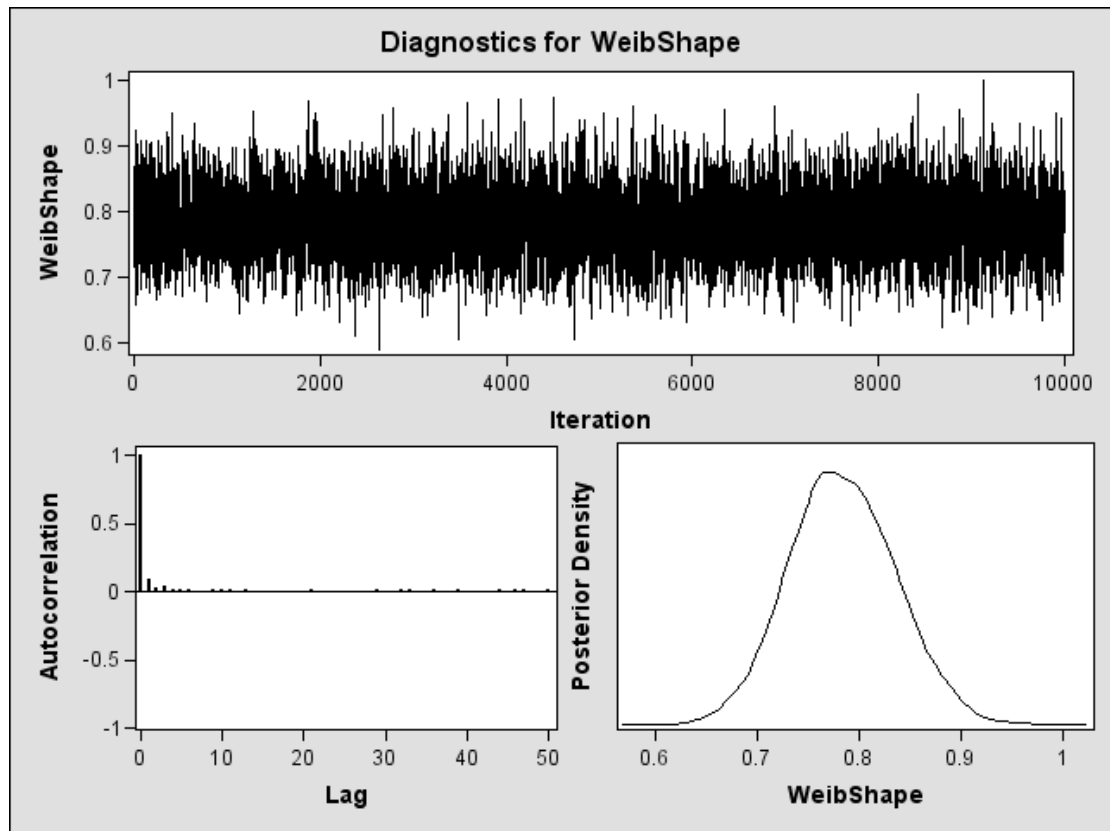 Diagnostics for WeibShape
WeibShape
1
0.9
0.8
0.7
0.6
0 2000 4000 6000 8000 10000
Iteration
Autocorrelation
1
0.5
0
-0.5
-1
0 10 20 30 40 50
Lag
Posterior Density
0.6 0.7 0.8 0.9 1
WeibShape